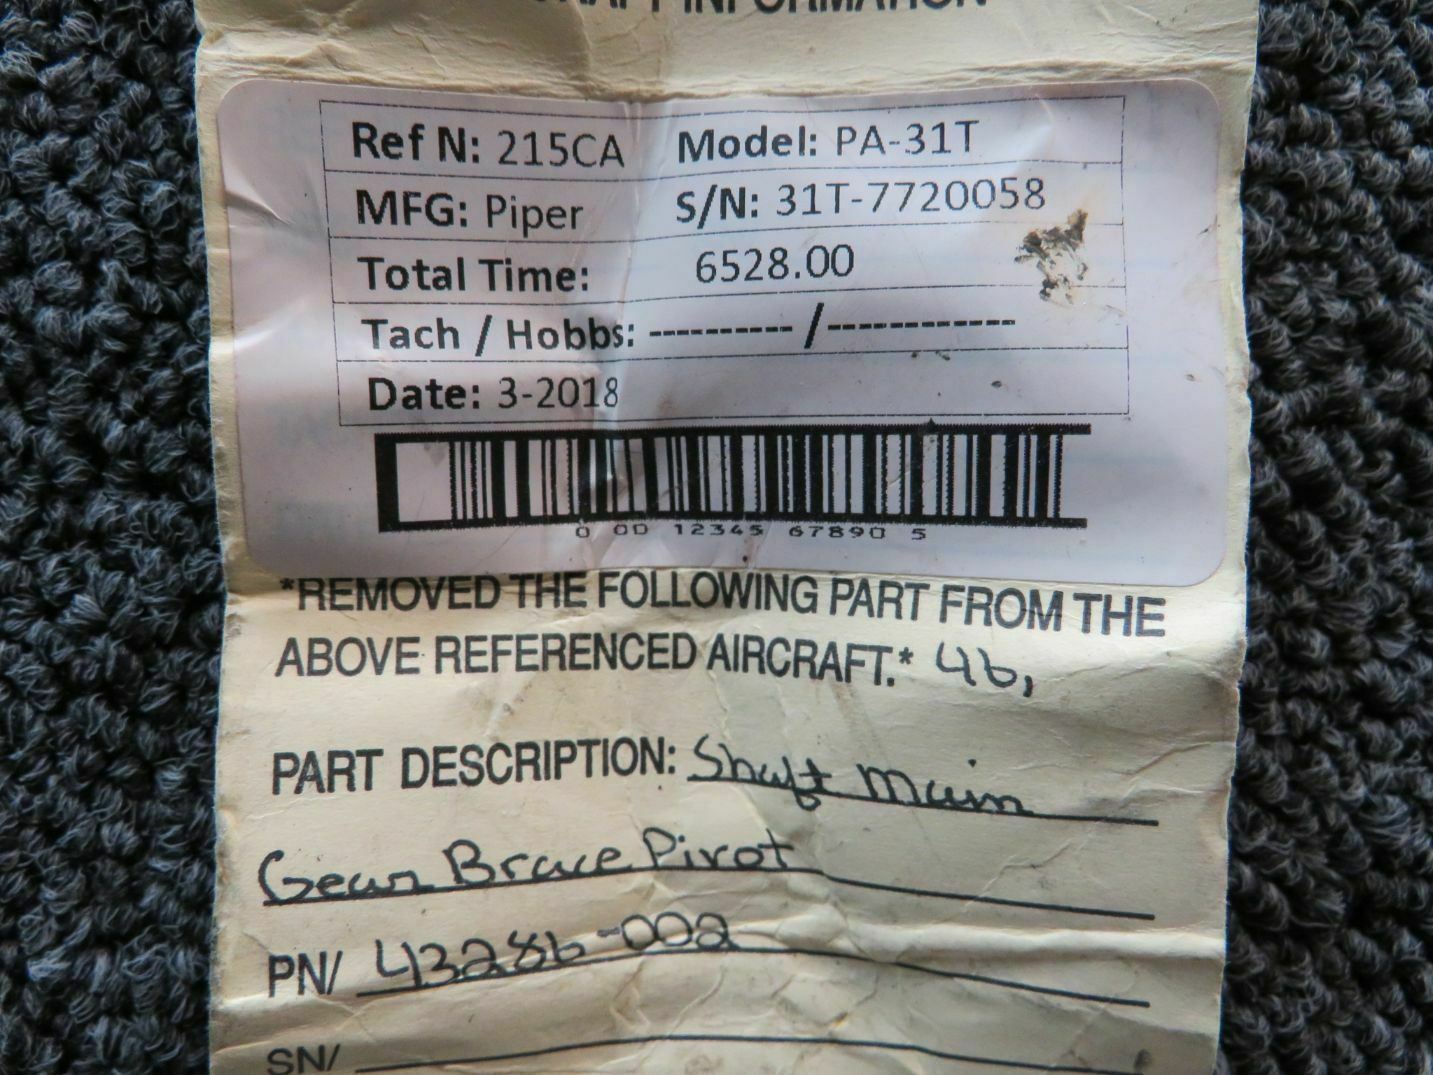 AFT INFORMATION
Ref N: 215CA Model: PA-31T
MFG: Piper S/N: 31T-7720058
Total Time: 6528.00
Tach / Hobbs: ---------- / -------------
Date: 3-2018
0 00 12345 67890 5
*REMOVED THE FOLLOWING PART FROM THE
ABOVE REFERENCED AIRCRAFT.* 46,
PART DESCRIPTION: Shaft Main
Gear Brace Pivot
PN/ 43286-002
SN/